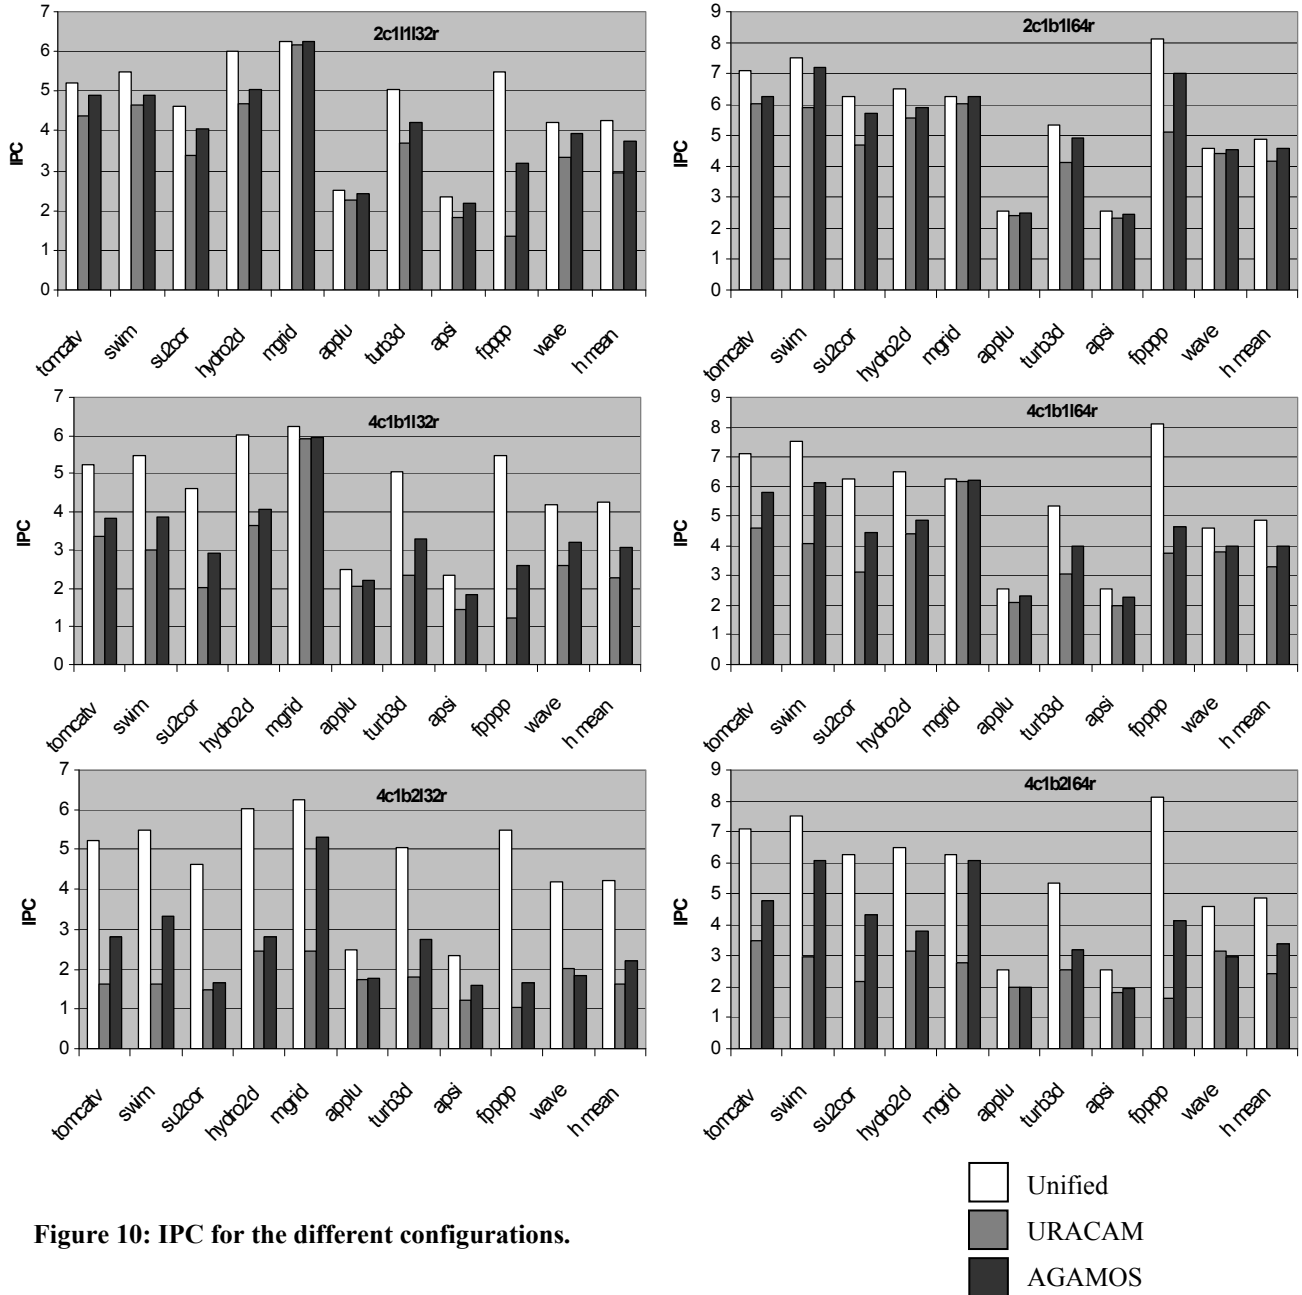 2c1l1l32r
IPC
7
6
5
4
3
2
1
0
tomcatv swim su2cor hydro2d mgrid applu turb3d apsi fpppp wave h mean
2c1b1l64r
IPC
9
8
7
6
5
4
3
2
1
0
tomcatv swim su2cor hydro2d mgrid applu turb3d apsi fpppp wave h mean
4c1b1l32r
IPC
7
6
5
4
3
2
1
0
tomcatv swim su2cor hydro2d mgrid applu turb3d apsi fpppp wave h mean
4c1b1l64r
IPC
9
8
7
6
5
4
3
2
1
0
tomcatv swim su2cor hydro2d mgrid applu turb3d apsi fpppp wave h mean
4c1b2l32r
IPC
7
6
5
4
3
2
1
0
tomcatv swim su2cor hydro2d mgrid applu turb3d apsi fpppp wave h mean
4c1b2l64r
IPC
9
8
7
6
5
4
3
2
1
0
tomcatv swim su2cor hydro2d mgrid applu turb3d apsi fpppp wave h mean
Unified
URACAM
AGAMOS
Figure 10: IPC for the different configurations.